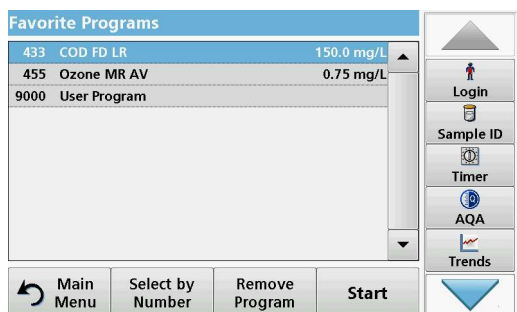 Favorite Programs
433 COD FD LR 150.0 mg/L
455 Ozone MR AV 0.75 mg/L
9000 User Program
Main Menu
Select by Number
Remove Program
Start
Login
Sample ID
Timer
AQA
Trends